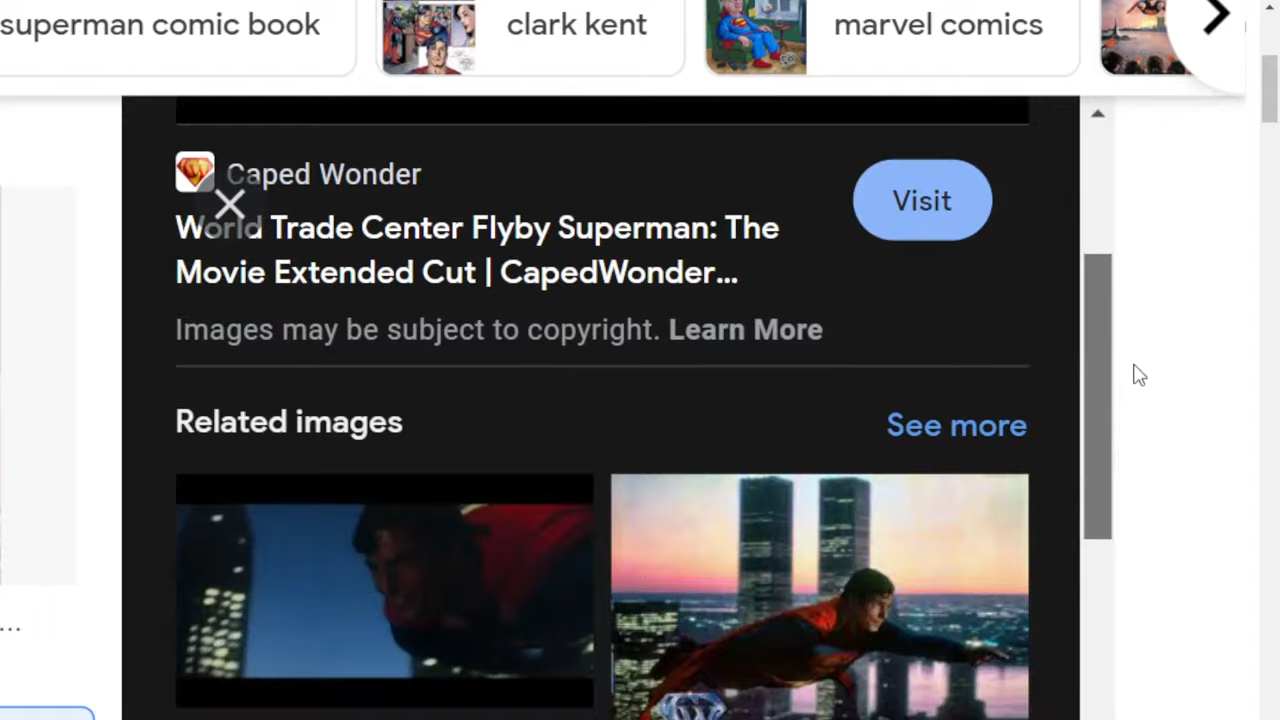 superman comic book
clark kent
marvel comics
Caped Wonder
Visit
World Trade Center Flyby Superman: The
Movie Extended Cut | CapedWonder...
Images may be subject to copyright. Learn More
Related images
See more
...